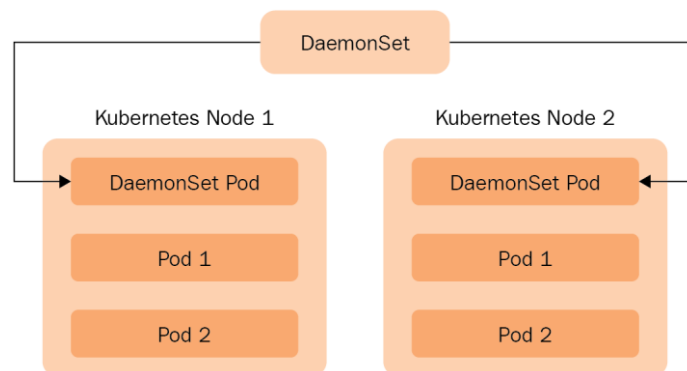 DaemonSet
Kubernetes Node 1
Kubernetes Node 2
DaemonSet Pod
DaemonSet Pod
Pod 1
Pod 1
Pod 2
Pod 2